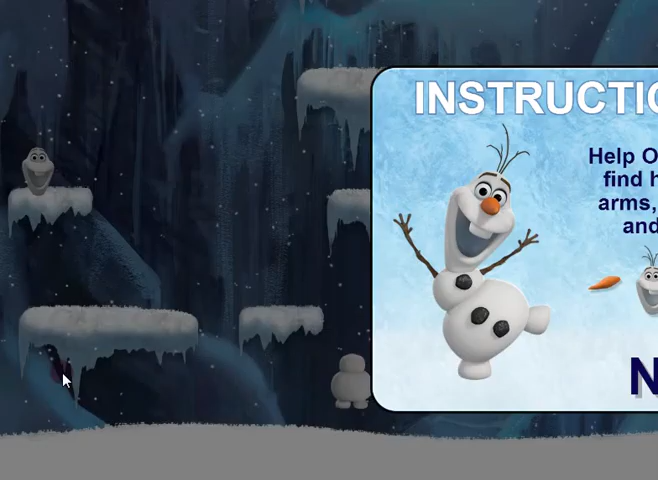 INSTRUCTIO
Help O
find h
arms,
and
N